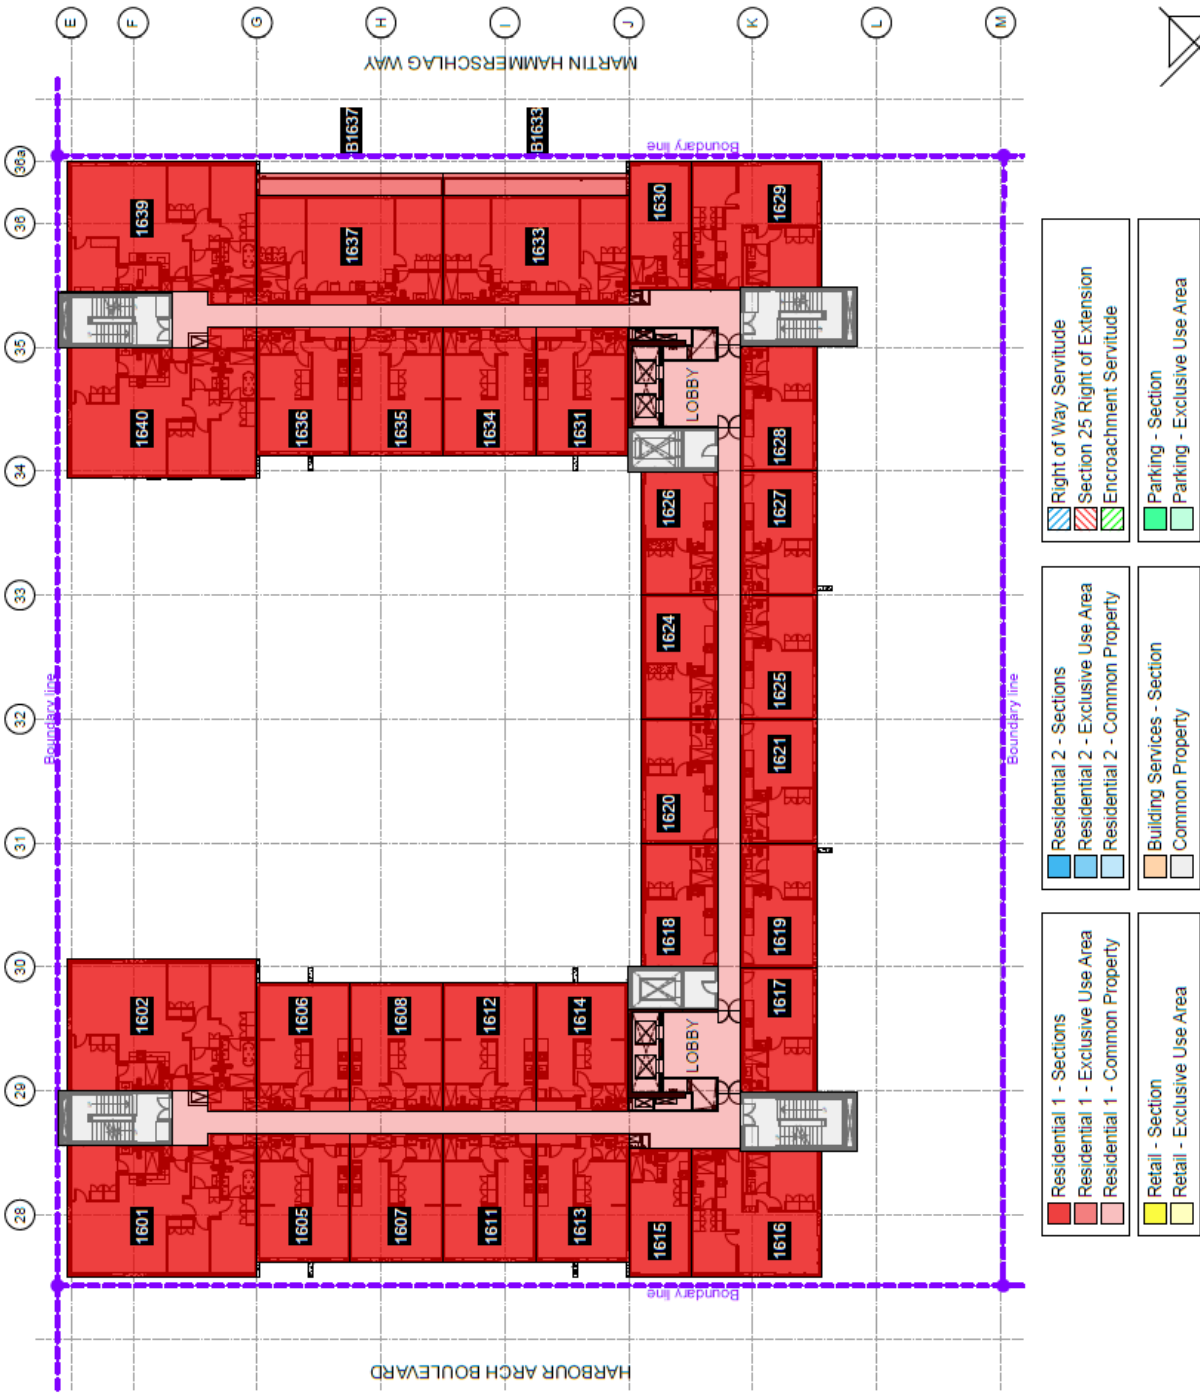 E
F
G
H
I
J
K
L
M
MARTIN HAMMERSCHLAG WAY
B1637
B1633
Boundary line
36a
36
35
34
33
32
31
30
29
28
1639
1637
1633
1630
1629
1640
1636
1635
1634
1631
LOBBY
1628
1626
1627
1624
1625
Boundary line
1621
1620
1618
1619
Boundary line
1602
1606
1608
1612
1614
LOBBY
1617
1601
1605
1607
1611
1613
1615
1616
Boundary line
HARBOUR ARCH BOULEVARD
Residential 1 - Sections
Residential 1 - Exclusive Use Area
Residential 1 - Common Property
Residential 2 - Sections
Residential 2 - Exclusive Use Area
Residential 2 - Common Property
Right of Way Servitude
Section 25 Right of Extension
Encroachment Servitude
Retail - Section
Retail - Exclusive Use Area
Building Services - Section
Common Property
Parking - Section
Parking - Exclusive Use Area